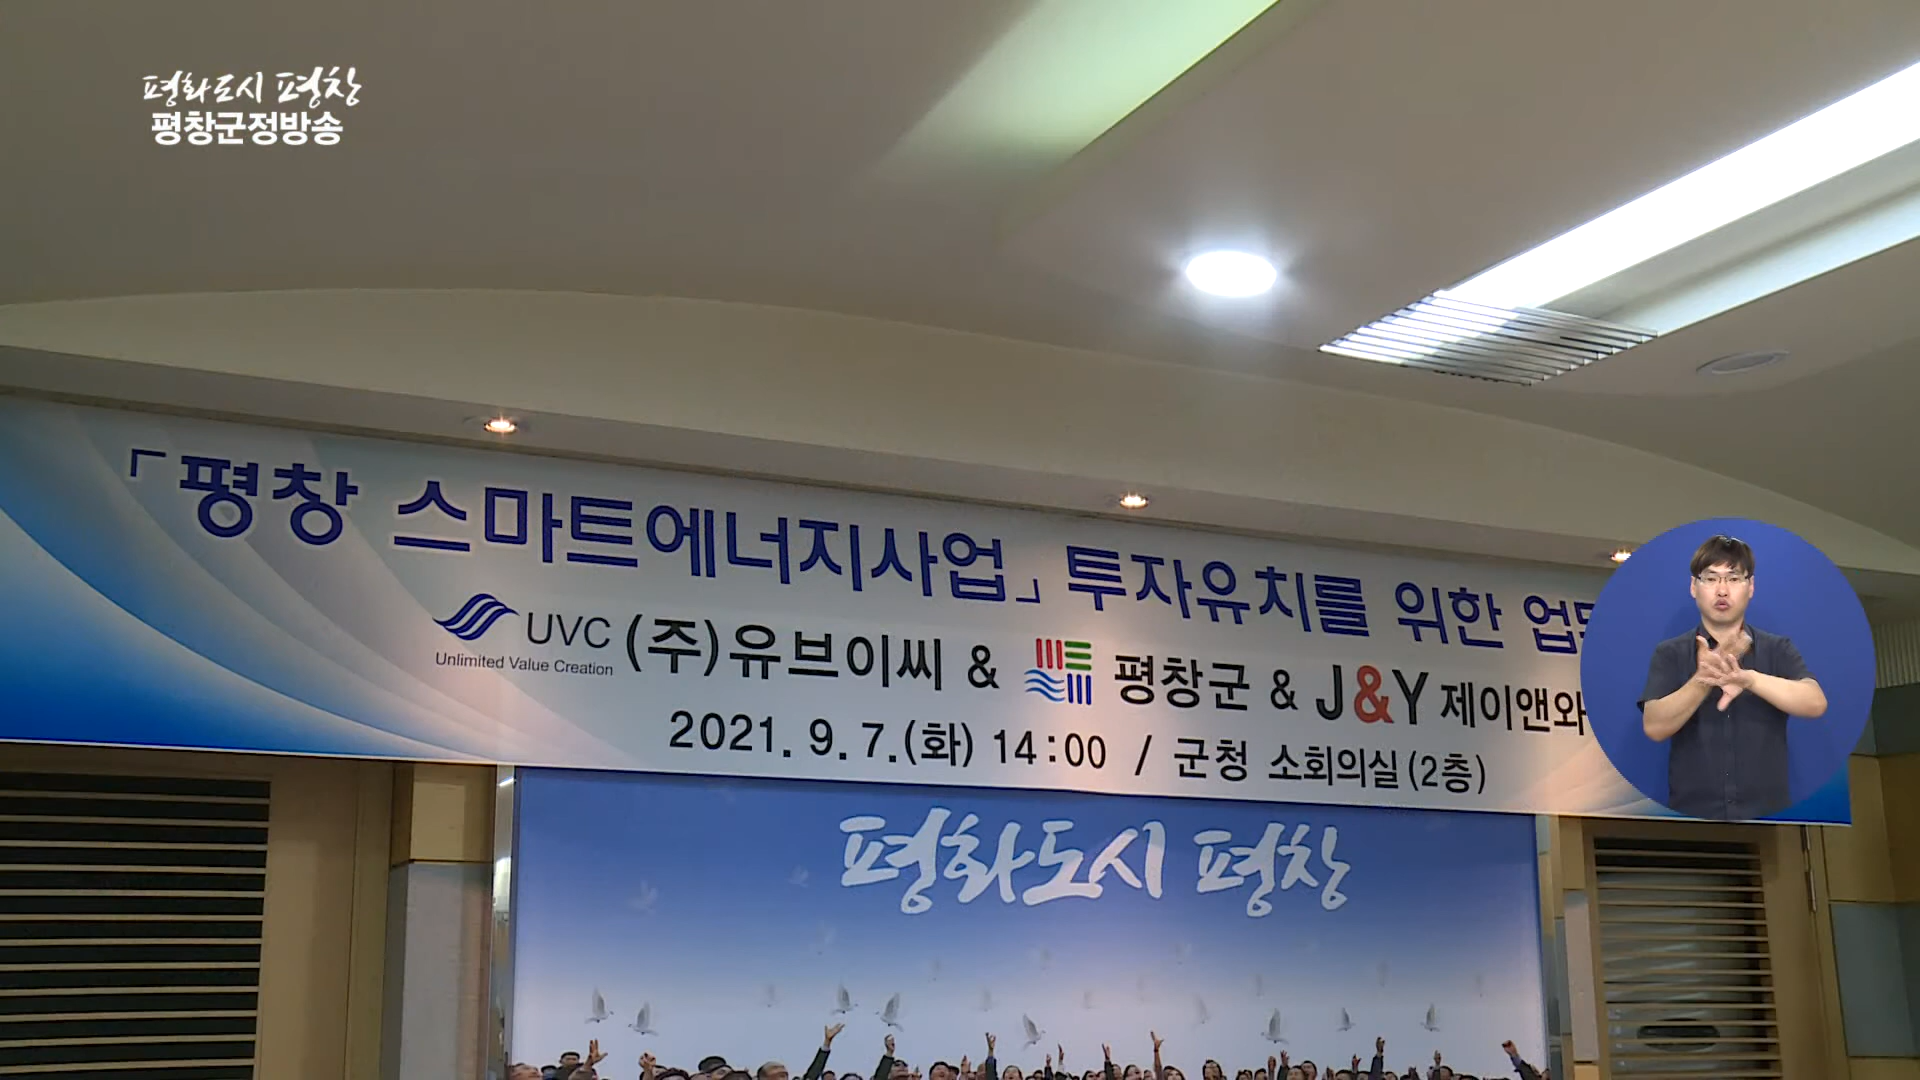 평화도시 평창
평창군정방송
「평창 스마트에너지사업」 투자유치를 위한
UVC (주)유브이씨 & 평창군 & J&Y 제이앤와
Unlimited Value Creation
2021. 9. 7.(화) 14:00 / 군청 소회의실(2층)
평화도시 평창